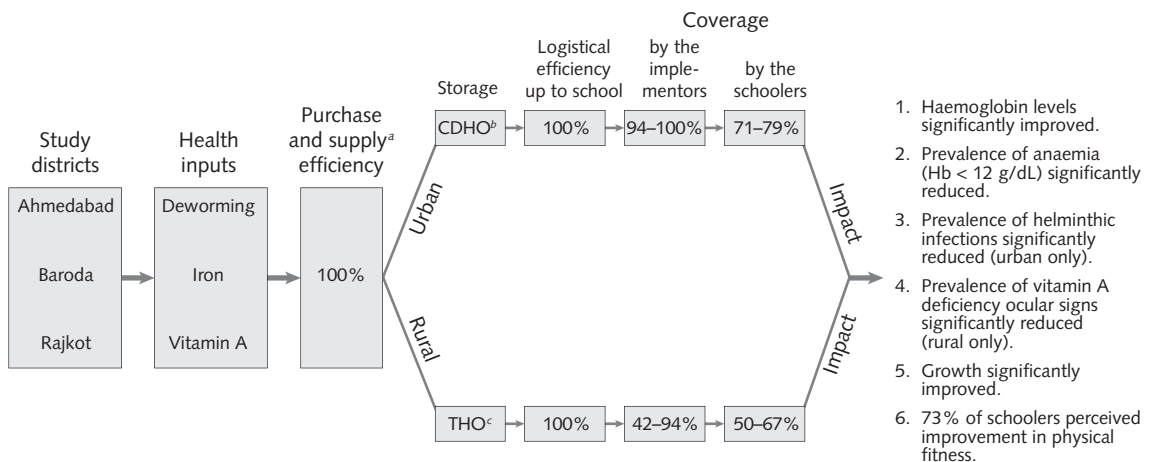 Coverage
Study
districts
Ahmedabad
Baroda
Rajkot
Health
inputs
Deworming
Iron
Vitamin A
Purchase
and supplyᵃ
efficiency
100%
Urban
Storage
CDHOᵇ
Logistical
efficiency
up to school
100%
by the
imple-
mentors
94–100%
by the
schoolers
71–79%
Impact
Rural
THOᶜ
100%
42–94%
50–67%
Impact
1. Haemoglobin levels
significantly improved.
2. Prevalence of anaemia
(Hb < 12 g/dL) significantly
reduced.
3. Prevalence of helminthic
infections significantly
reduced (urban only).
4. Prevalence of vitamin A
deficiency ocular signs
significantly reduced
(rural only).
5. Growth significantly
improved.
6. 73% of schoolers perceived
improvement in physical
fitness.